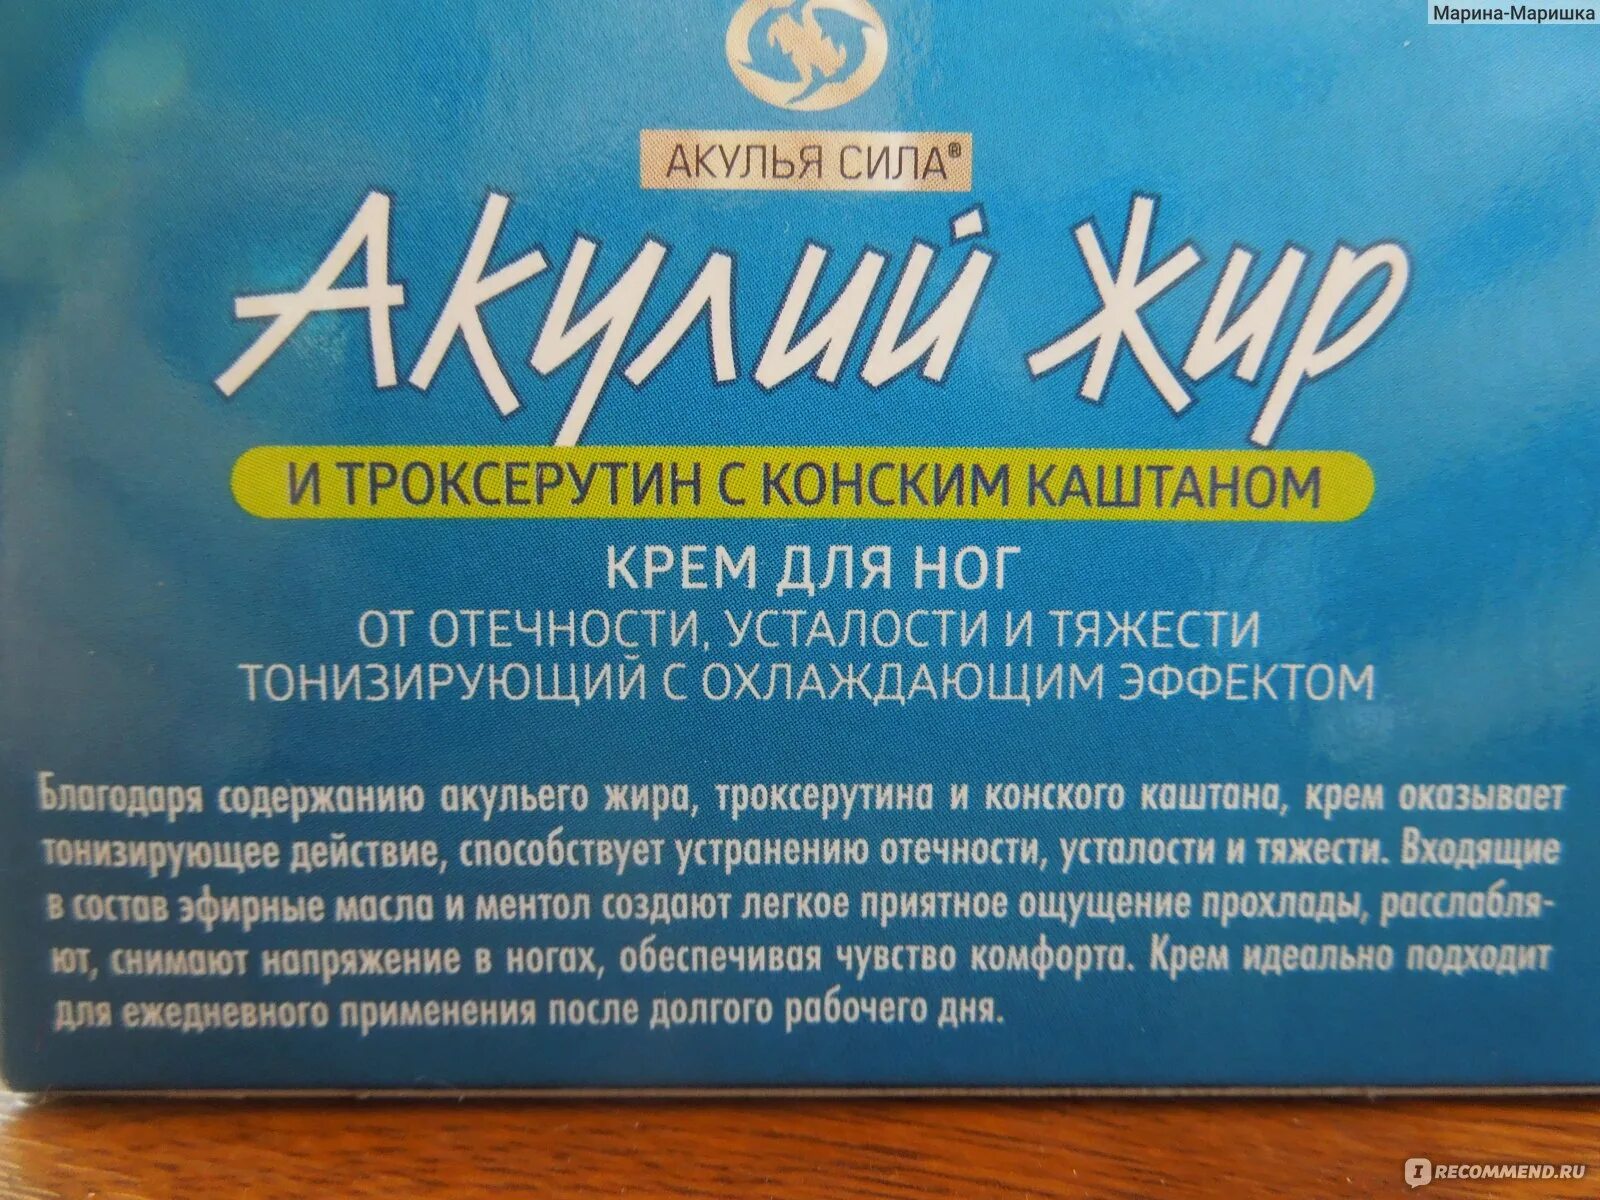 Марина-Маришка
АКУЛЬЯ СИЛА®
Акулий жир
И ТРОКСЕРУТИН С КОНСКИМ КАШТАНОМ
КРЕМ ДЛЯ НОГ
ОТ ОТЕЧНОСТИ, УСТАЛОСТИ И ТЯЖЕСТИ
ТОНИЗИРУЮЩИЙ С ОХЛАЖДАЮЩИМ ЭФФЕКТОМ
Благодаря содержанию акульего жира, троксерутина и конского каштана, крем оказывает
тонизирующее действие, способствует устранению отечности, усталости и тяжести. Входящие
в состав эфирные масла и ментол создают легкое приятное ощущение прохлады, расслабля-
ют, снимают напряжение в ногах, обеспечивая чувство комфорта. Крем идеально подходит
для ежедневного применения после долгого рабочего дня.
IRECOMMEND.RU